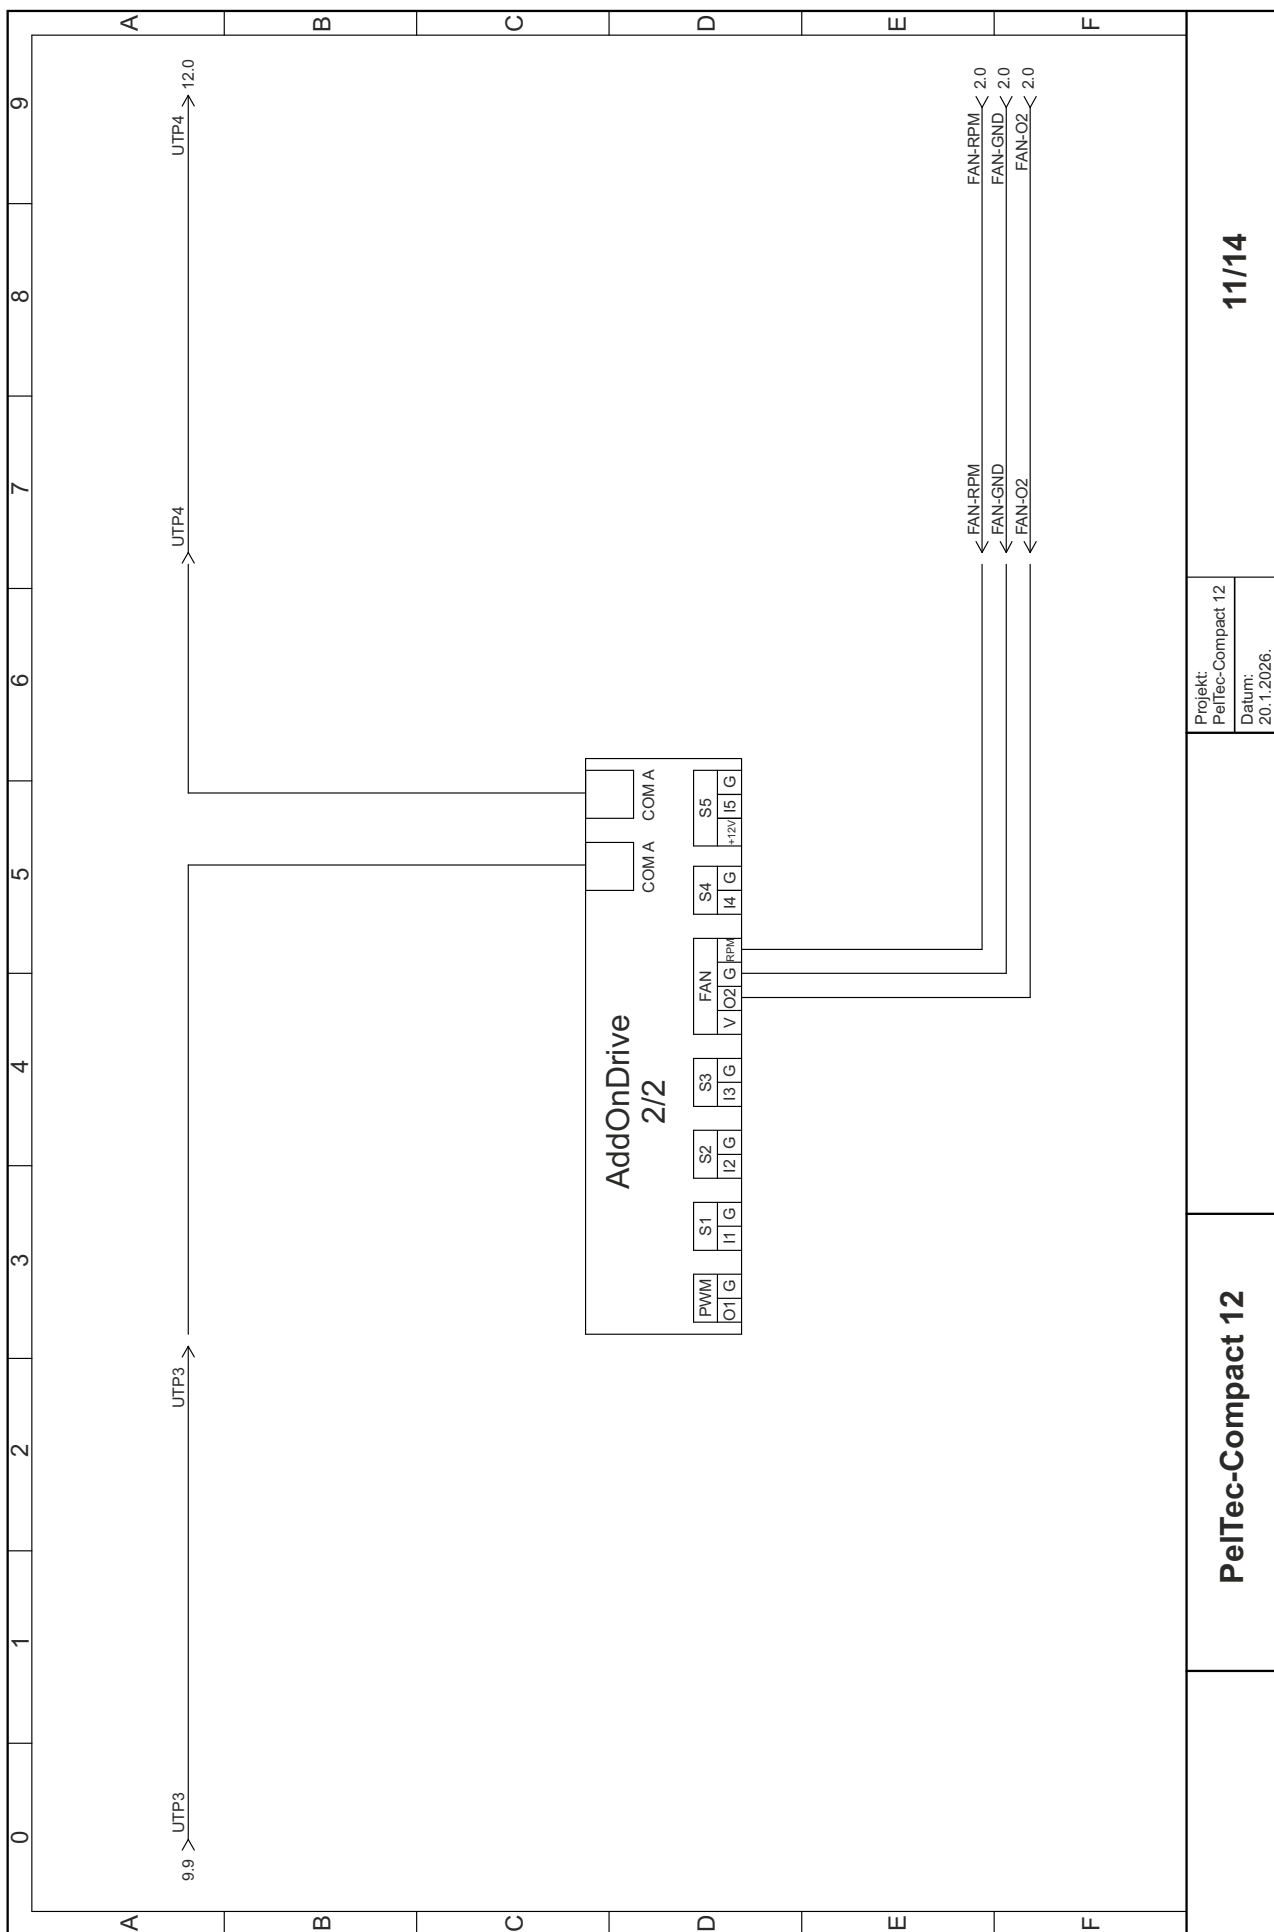 0 1 2 3 4 5 6 7 8 9
A A
B B
C C
D D
E E
F F
9.9 UTP3 UTP3 UTP4 UTP4 12.0
COM A COM A
AddOnDrive
2/2
PWM S1 S2 S3 FAN S4 S5
O1 G I1 G I2 G I3 G V O2 G RPM I4 G +12V I5 G
FAN-RPM FAN-RPM 2.0
FAN-GND FAN-GND 2.0
FAN-O2 FAN-O2 2.0
PelTec-Compact 12
Projekt:
PelTec-Compact 12
Datum:
20.1.2026.
11/14